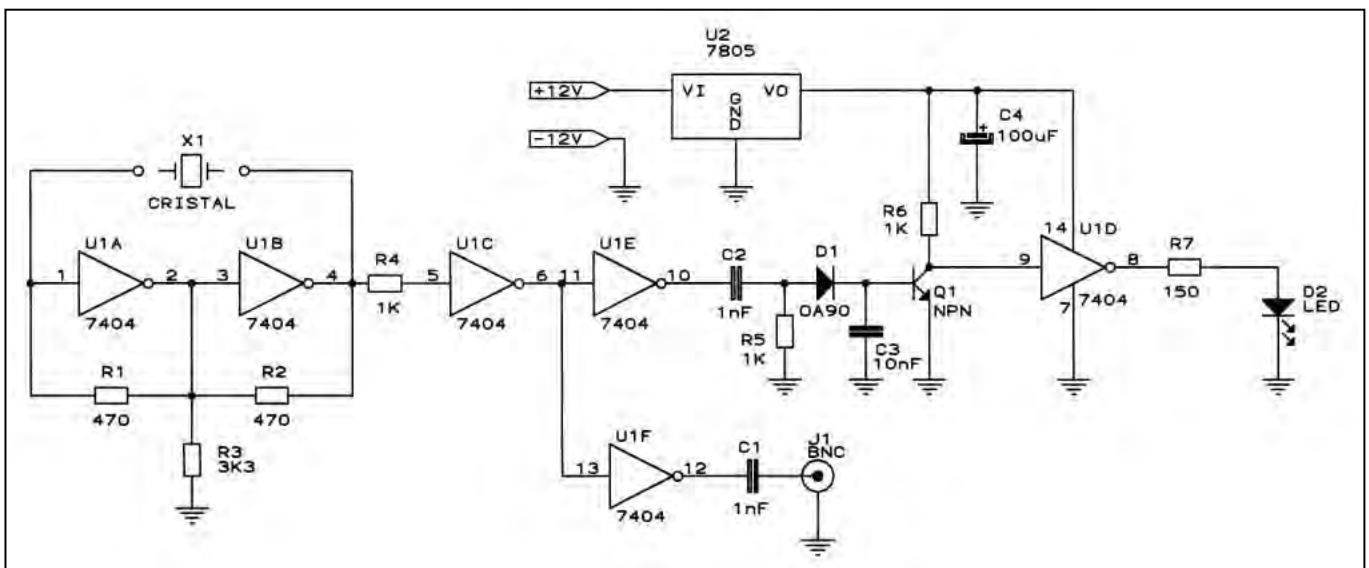 U2
7805
+12V
VI
GND
VO
-12V
C4
+
100uF
X1
CRISTAL
R6
1K
14
U1D
U1A
U1B
R4
U1C
U1E
C2
D1
9
8
R7
1
2
3
4
5
6
11
10
7404
7404
1K
7404
7404
1nF
OA90
Q1
NPN
7
7404
150
D2
LED
R5
1K
C3
10nF
R1
470
R2
470
R3
3K3
U1F
13
12
7404
C1
1nF
J1
BNC